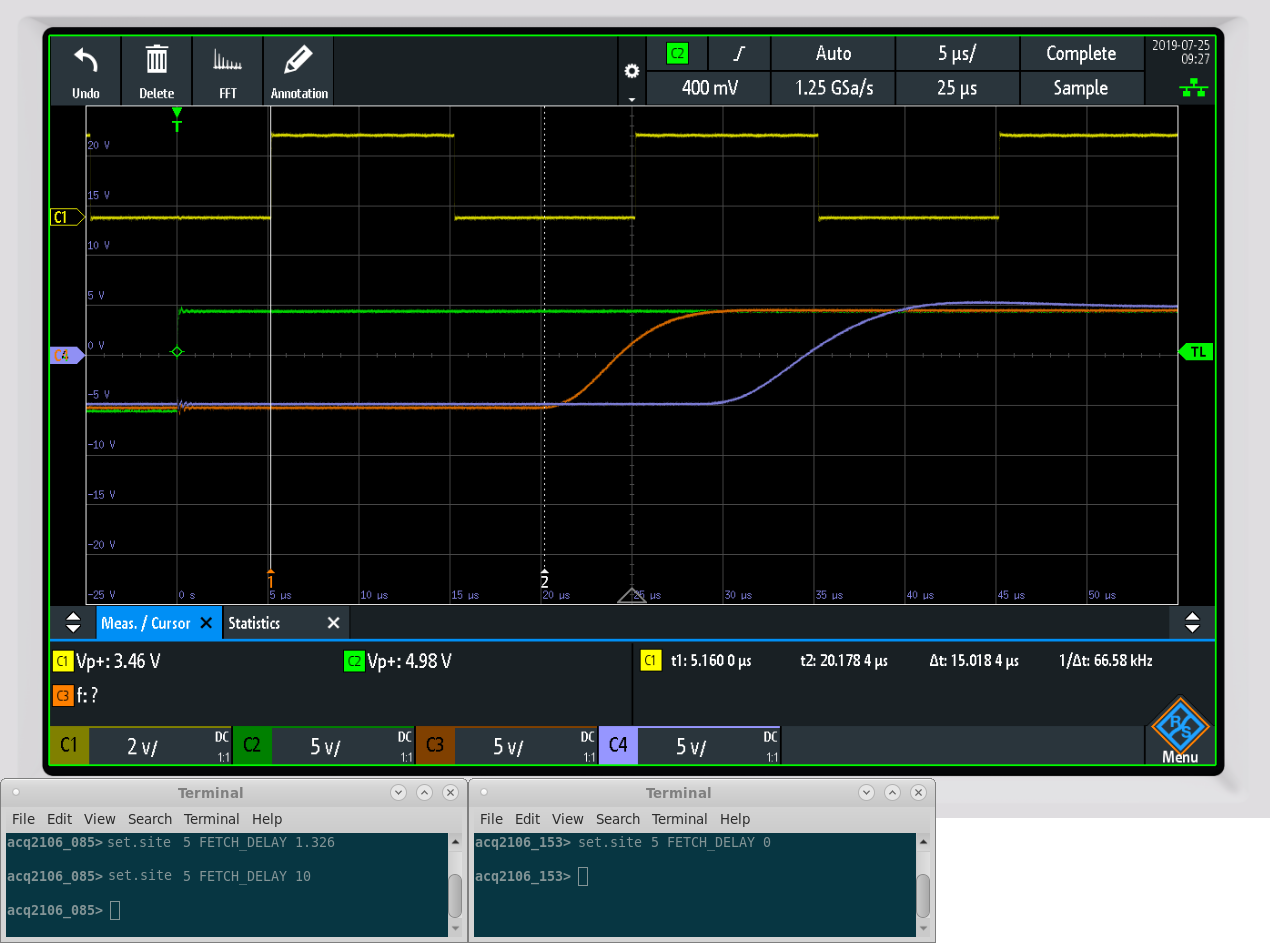 C2 Auto 5 µs/ Complete 2019-07-25
09:27
Undo Delete FFT Annotation 400 mV 1.25 GSa/s 25 µs Sample
T
20 V
15 V
C1
10 V
5 V
0 V
C4 TL
-5 V
-10 V
-15 V
-20 V
1 2
-25 V 0 s 5 µs 10 µs 15 µs 20 µs 25 µs 30 µs 35 µs 40 µs 45 µs 50 µs
Meas. / Cursor Statistics
C1 Vp+: 3.46 V C2 Vp+: 4.98 V C1 t1: 5.160 0 µs t2: 20.178 4 µs Δt: 15.018 4 µs 1/Δt: 66.58 kHz
C3 f: ?
C1 2 V/ DC 1:1 C2 5 V/ DC 1:1 C3 5 V/ DC 1:1 C4 5 V/ DC 1:1
R S
Menu
Terminal
File Edit View Search Terminal Help
acq2106_085> set.site 5 FETCH_DELAY 1.326
acq2106_085> set.site 5 FETCH_DELAY 10
acq2106_085>
Terminal
File Edit View Search Terminal Help
acq2106_153> set.site 5 FETCH_DELAY 0
acq2106_153>